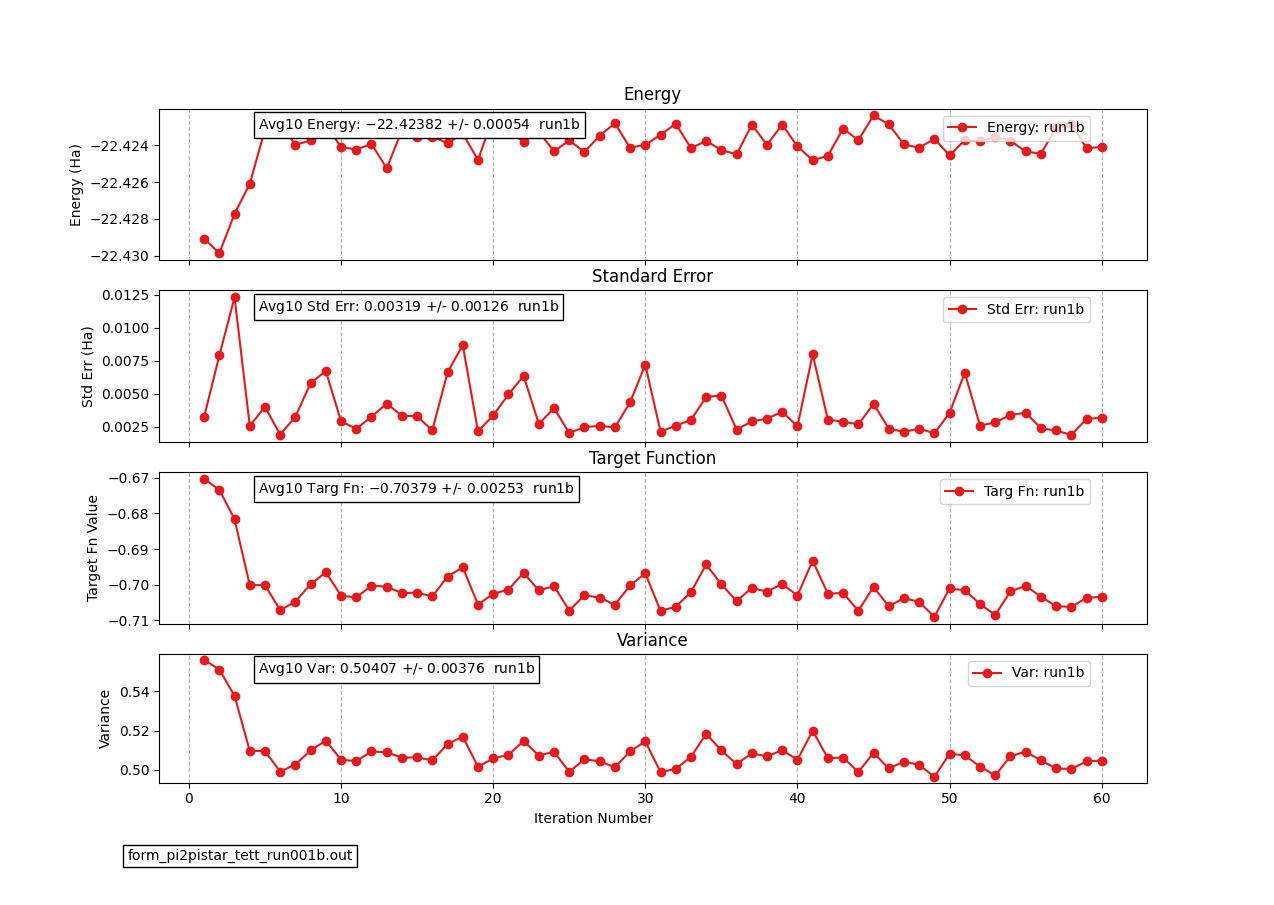 Energy
Avg10 Energy: −22.42382 +/- 0.00054  run1b
Energy: run1b
Energy (Ha)
−22.424
−22.426
−22.428
−22.430
Standard Error
Avg10 Std Err: 0.00319 +/- 0.00126  run1b
Std Err: run1b
Std Err (Ha)
0.0125
0.0100
0.0075
0.0050
0.0025
Target Function
Avg10 Targ Fn: −0.70379 +/- 0.00253  run1b
Targ Fn: run1b
Target Fn Value
−0.67
−0.68
−0.69
−0.70
−0.71
Variance
Avg10 Var: 0.50407 +/- 0.00376  run1b
Var: run1b
Variance
0.54
0.52
0.50
0 10 20 30 40 50 60
Iteration Number
form_pi2pistar_tett_run001b.out